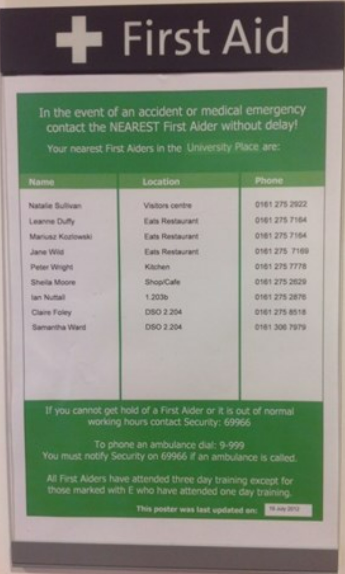 First Aid
In the event of an accident or medical emergency
contact the NEAREST First Aider without delay!
Your nearest First Aiders in the University Place are:
Name Location Phone
Natalie Sullivan Visitors centre 0161 275 2922
Leanne Duffy Eats Restaurant 0161 275 7164
Mariusz Kozlowski Eats Restaurant 0161 275 7164
Jane Wild Eats Restaurant 0161 275 7169
Peter Wright Kitchen 0161 275 7778
Sheila Moore Shop/Cafe 0161 275 2629
Ian Nuttall 1.203b 0161 275 2876
Claire Foley DSO 2.204 0161 275 8518
Samantha Ward DSO 2.204 0161 306 7979
If you cannot get hold of a First Aider or it is out of normal
working hours contact Security: 69966
To phone an ambulance dial: 9-999
You must notify Security on 69966 if an ambulance is called.
All First Aiders have attended three day training except for
those marked with E who have attended one day training.
This poster was last updated on: July 2012